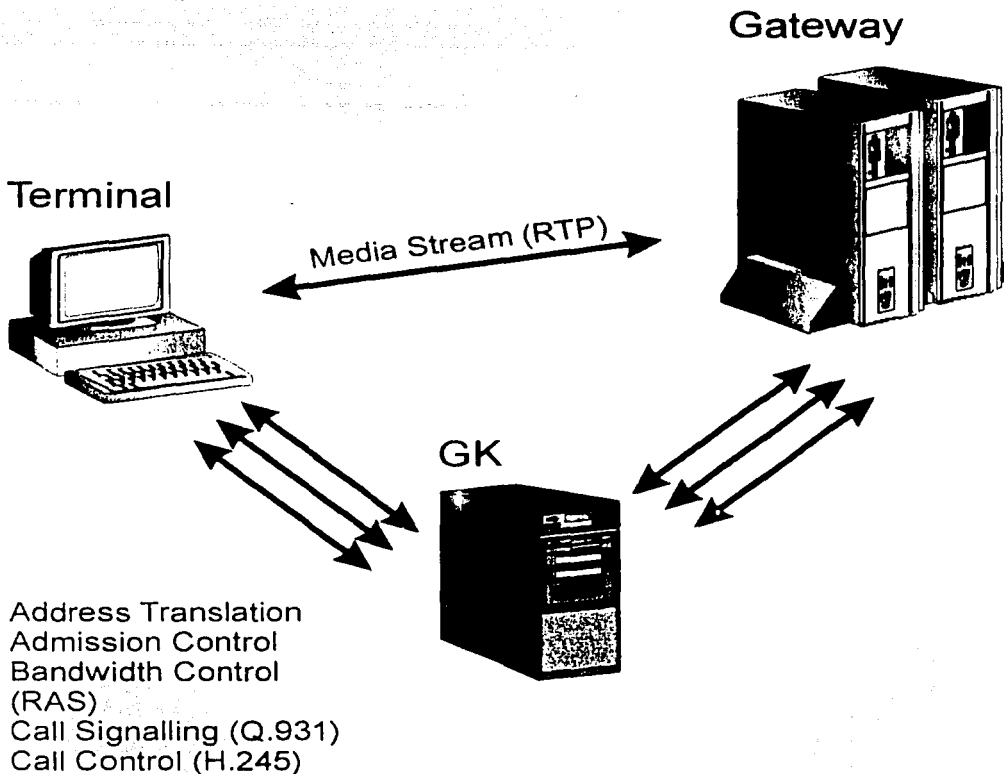 Gateway
Terminal
Media Stream (RTP)
GK
Address Translation
Admission Control
Bandwidth Control
(RAS)
Call Signalling (Q.931)
Call Control (H.245)